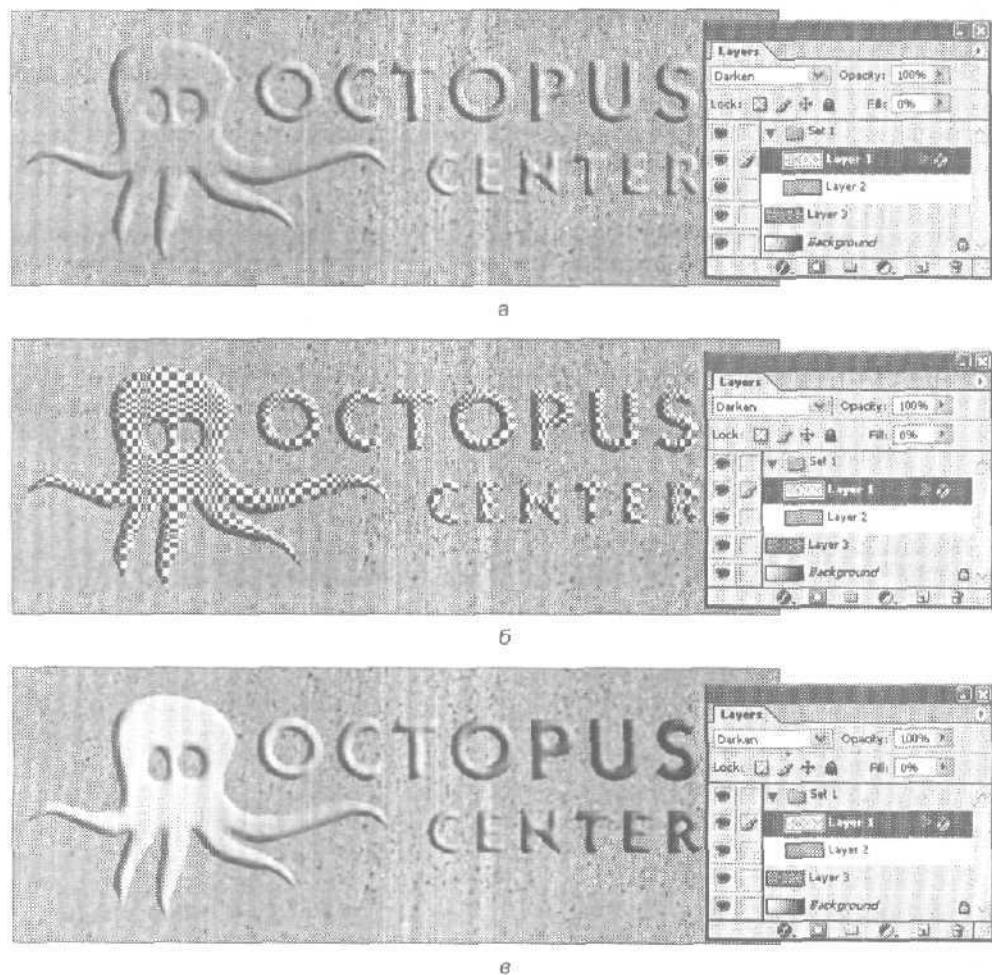 OCTOPUS
CENTER
Layers
Darken Opacity: 100%
Lock: Fill: 0%
Set 1
Layer 1
Layer 2
Layer 3
Background
а
OCTOPUS
CENTER
Layers
Darken Opacity: 100%
Lock: Fill: 0%
Set 1
Layer 1
Layer 2
Layer 3
Background
б
OCTOPUS
CENTER
Layers
Darken Opacity: 100%
Lock: Fill: 0%
Set 1
Layer 1
Layer 2
Layer 3
Background
в